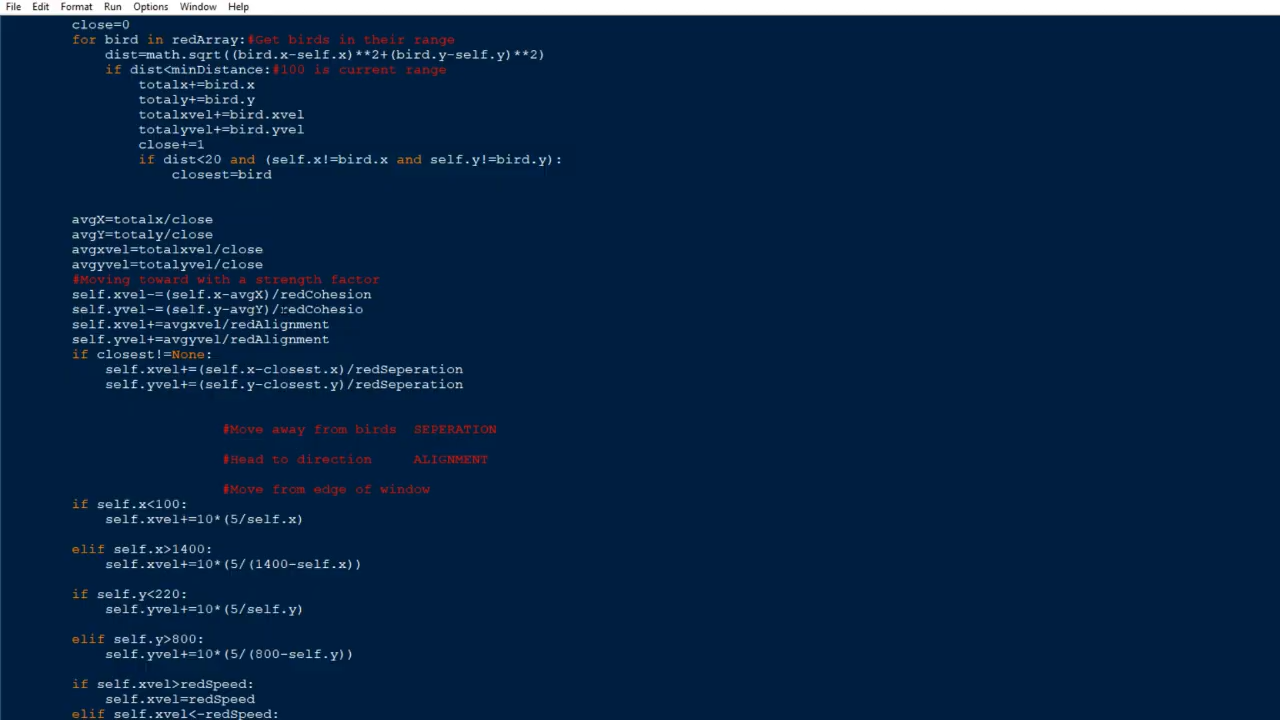 File Edit Format Run Options Window Help
close=0
for bird in redArray:#Get birds in their range
dist=math.sqrt((bird.x-self.x)**2+(bird.y-self.y)**2)
if dist<minDistance:#100 is current range
totalx+=bird.x
totaly+=bird.y
totalxvel+=bird.xvel
totalyvel+=bird.yvel
close+=1
if dist<20 and (self.x!=bird.x and self.y!=bird.y):
closest=bird
avgX=totalx/close
avgY=totaly/close
avgxvel=totalxvel/close
avgyvel=totalyvel/close
#Moving toward with a strength factor
self.xvel-=(self.x-avgX)/redCohesion
self.yvel-=(self.y-avgY)/redCohesio
self.xvel+=avgxvel/redAlignment
self.yvel+=avgyvel/redAlignment
if closest!=None:
self.xvel+=(self.x-closest.x)/redSeperation
self.yvel+=(self.y-closest.y)/redSeperation
#Move away from birds  SEPERATION
#Head to direction     ALIGNMENT
#Move from edge of window
if self.x<100:
self.xvel+=10*(5/self.x)
elif self.x>1400:
self.xvel+=10*(5/(1400-self.x))
if self.y<220:
self.yvel+=10*(5/self.y)
elif self.y>800:
self.yvel+=10*(5/(800-self.y))
if self.xvel>redSpeed:
self.xvel=redSpeed
elif self.xvel<-redSpeed: